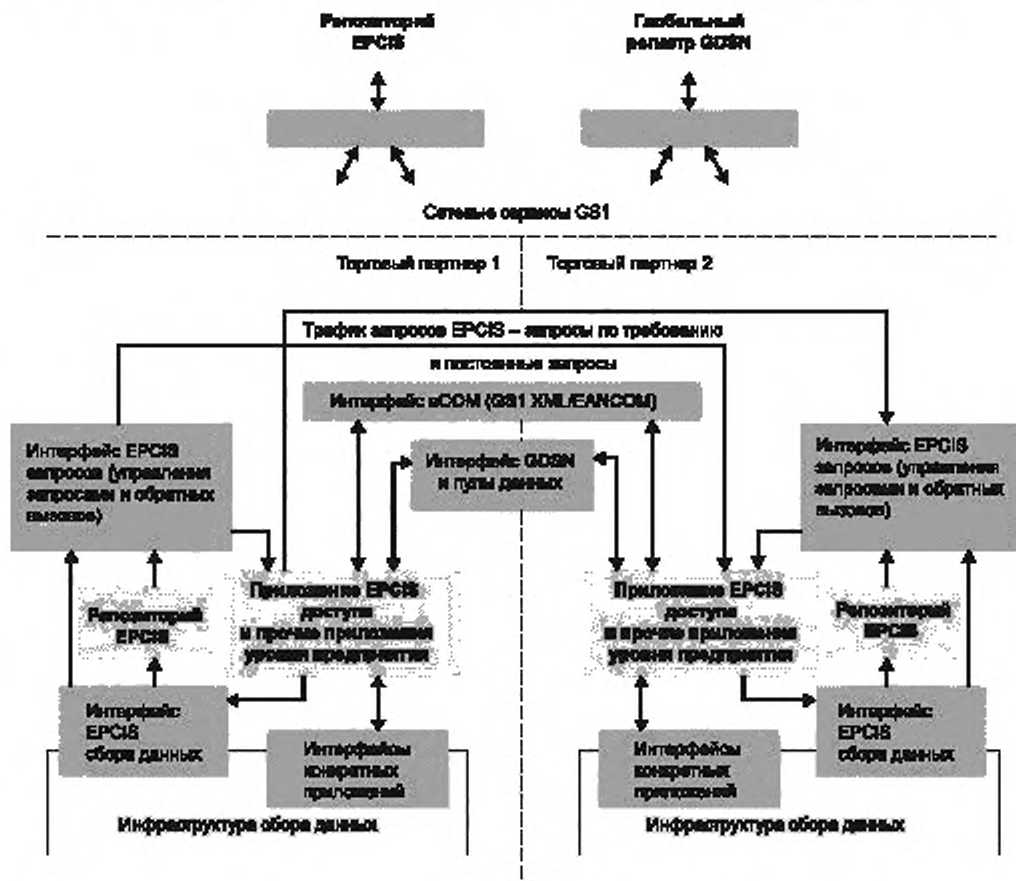 Репозиторий
EPCIS
Глобальный
регистр GDSN
Сетевые сервисы GS1
Торговый партнер 1
Торговый партнер 2
Трафик запросов EPCIS – запросы по требованию
и постоянные запросы
Интерфейс eCOM (GS1 XML/EANCOM)
Интерфейс EPCIS
запросов (управления
запросами и обратных
вызовов)
Интерфейс GDSN
и пулы данных
Интерфейс EPCIS
запросов (управления
запросами и обратных
вызовов)
Репозиторий
EPCIS
Приложение EPCIS
доступа
и прочие приложения
уровня предприятия
Приложение EPCIS
доступа
и прочие приложения
уровня предприятия
Репозиторий
EPCIS
Интерфейс
EPCIS
сбора данных
Интерфейсы
конкретных
приложений
Интерфейсы
конкретных
приложений
Интерфейс
EPCIS
сбора данных
Инфраструктура сбора данных
Инфраструктура сбора данных